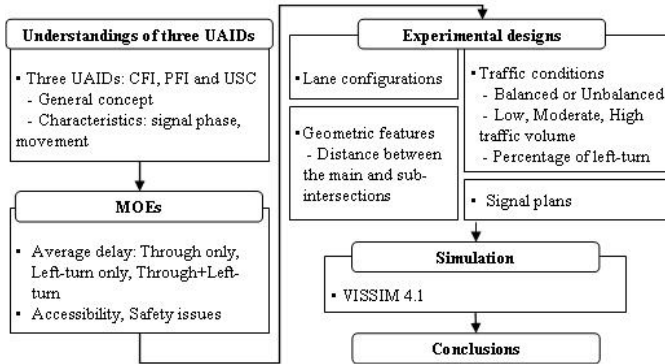 Understandings of three UAIDs
▪ Three UAIDs: CFI, PFI and USC
- General concept
- Characteristics: signal phase,
movement
MOEs
▪ Average delay: Through only,
Left-turn only, Through+Left-
turn
▪ Accessibility, Safety issues
Experimental designs
▪ Lane configurations
▪ Geometric features
- Distance between
the main and sub-
intersections
▪ Traffic conditions
- Balanced or Unbalanced
- Low, Moderate, High
traffic volume
- Percentage of left-turn
▪ Signal plans
Simulation
▪ VISSIM 4.1
Conclusions